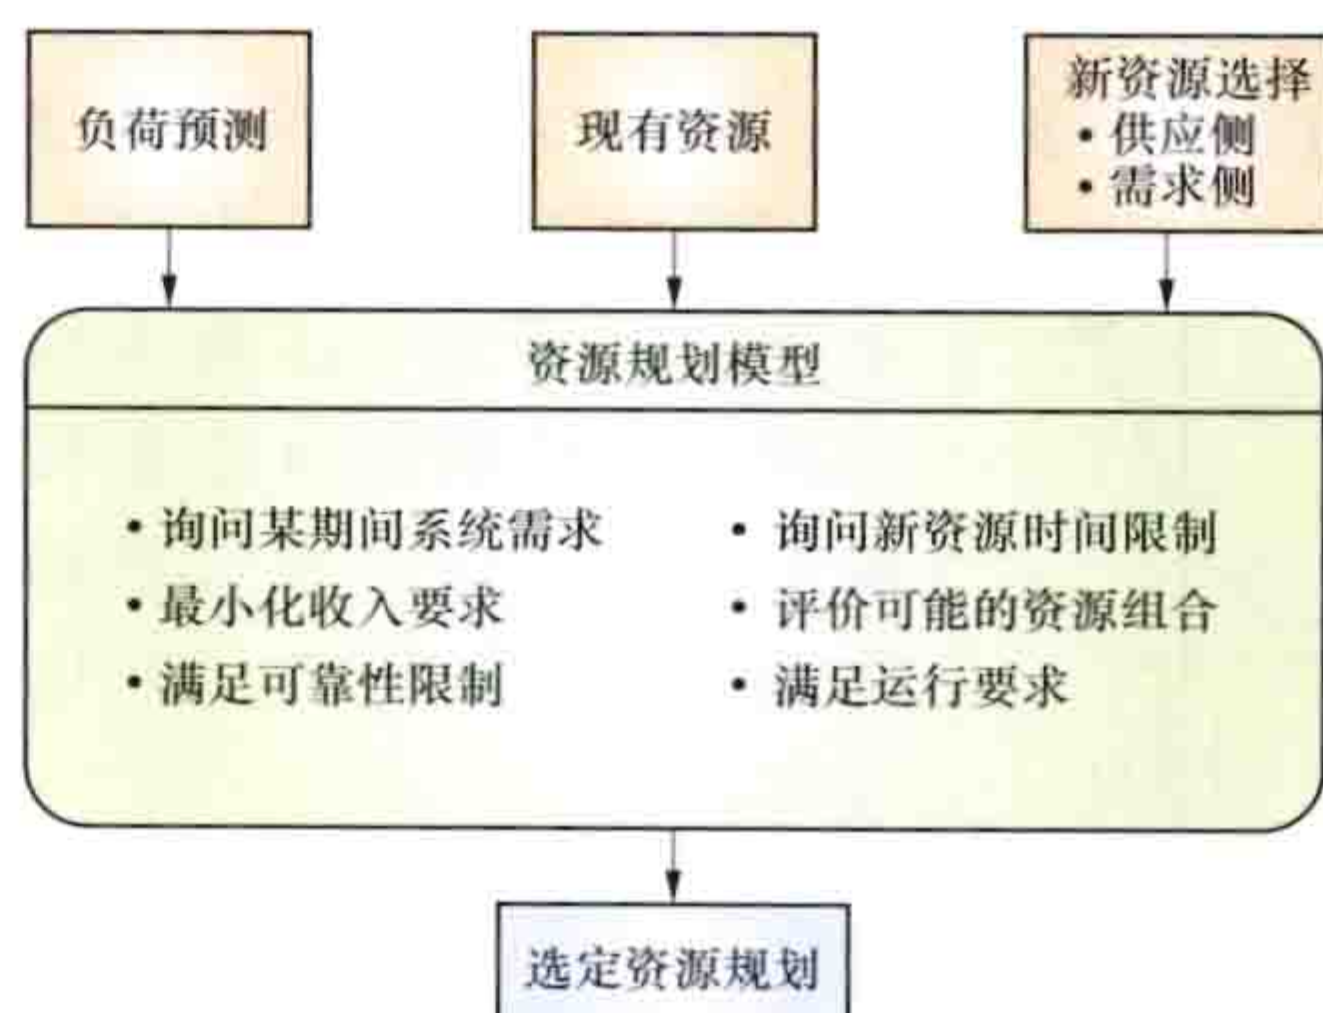 负荷预测
现有资源
新资源选择
• 供应侧
• 需求侧
资源规划模型
• 询问某期间系统需求
• 最小化收入要求
• 满足可靠性限制
• 询问新资源时间限制
• 评价可能的资源组合
• 满足运行要求
选定资源规划